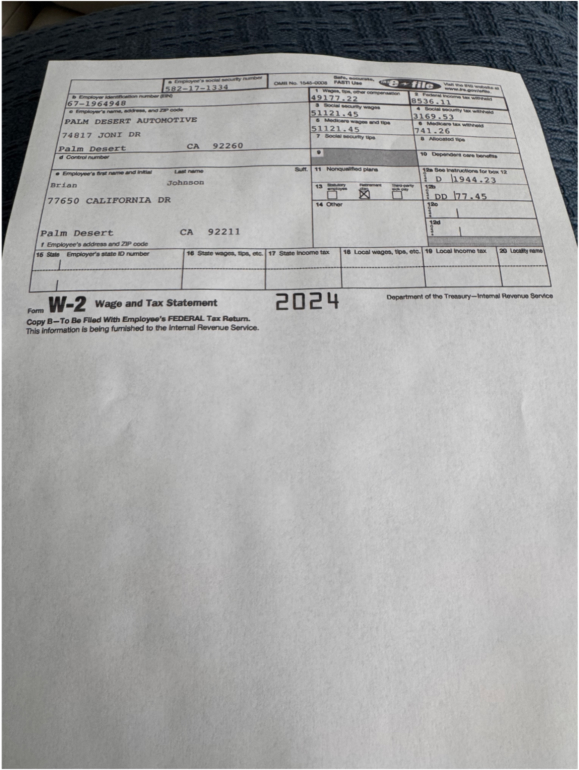 a Employee's social security number
582-17-1334
OMB No. 1545-0008
Safe, accurate,
FAST! Use
e-file
Visit the IRS website at
www.irs.gov/efile
b Employer identification number (EIN)
67-1964948
1 Wages, tips, other compensation
49177.22
2 Federal income tax withheld
8536.11
c Employer's name, address, and ZIP code
PALM DESERT AUTOMOTIVE
74817 JONI DR
Palm Desert CA 92260
3 Social security wages
51121.45
4 Social security tax withheld
3169.53
5 Medicare wages and tips
51121.45
6 Medicare tax withheld
741.26
7 Social security tips
8 Allocated tips
d Control number
9
10 Dependent care benefits
e Employee's first name and initial Last name Suff.
Brian Johnson
77650 CALIFORNIA DR
Palm Desert CA 92211
f Employee's address and ZIP code
11 Nonqualified plans
12a See instructions for box 12
D 1944.23
13 Statutory employee Retirement plan Third-party sick pay
12b
DD 77.45
14 Other
12c
12d
15 State Employer's state ID number
16 State wages, tips, etc.
17 State income tax
18 Local wages, tips, etc.
19 Local income tax
20 Locality name
Form W-2 Wage and Tax Statement
2024
Department of the Treasury—Internal Revenue Service
Copy B—To Be Filed With Employee's FEDERAL Tax Return.
This information is being furnished to the Internal Revenue Service.